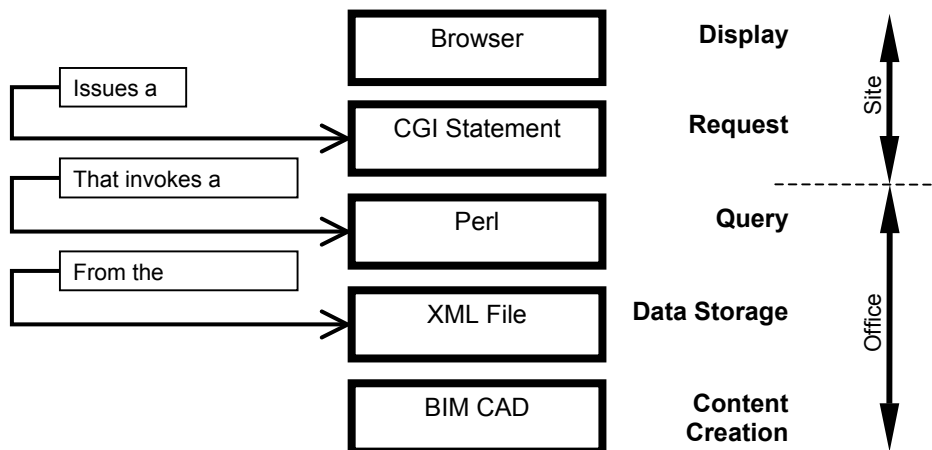 Browser
Display
Issues a
Site
CGI Statement
Request
That invokes a
Perl
Query
From the
XML File
Data Storage
Office
BIM CAD
Content
Creation